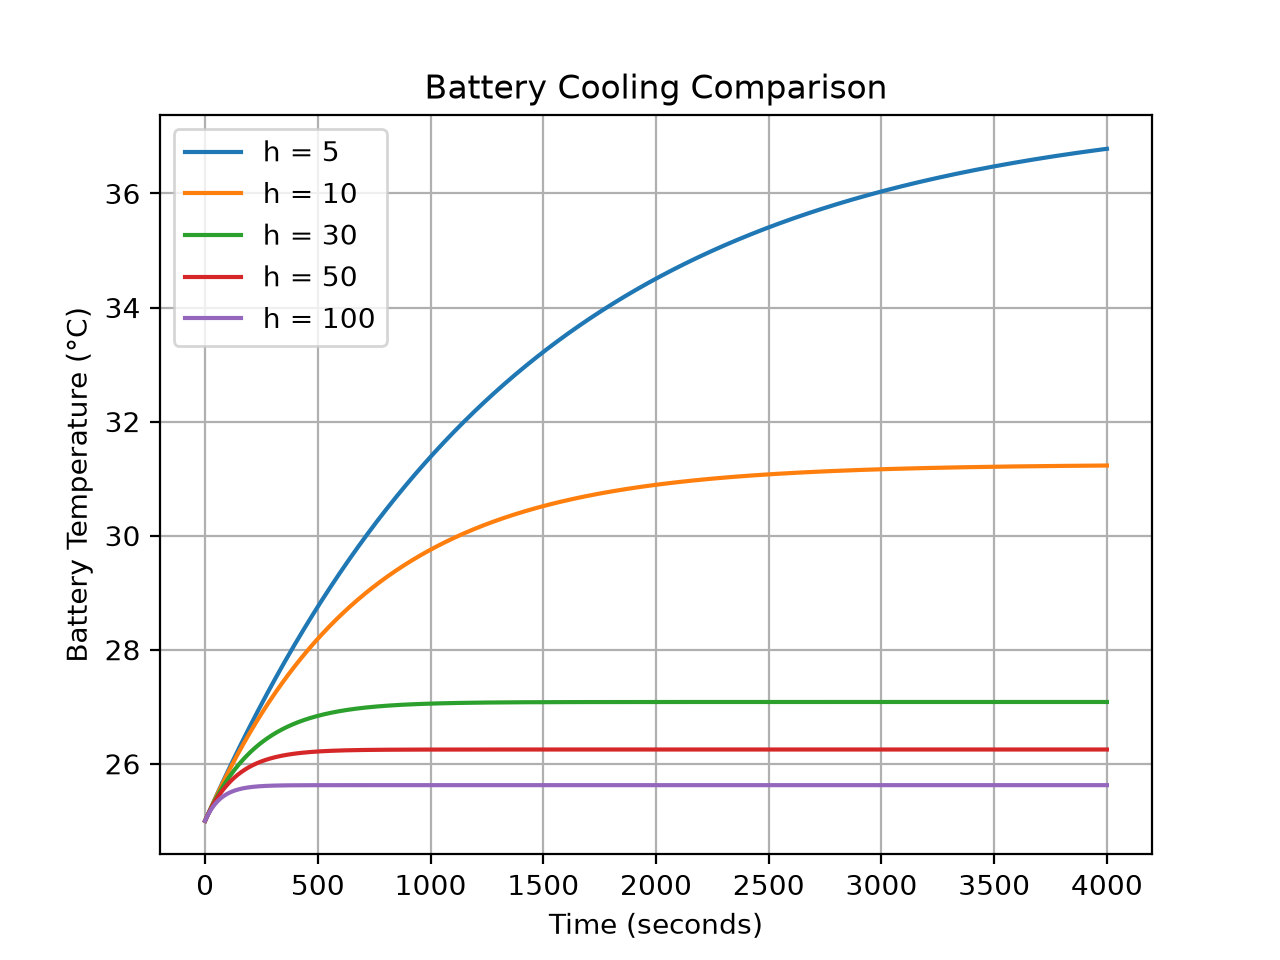 Battery Cooling Comparison
h = 5
h = 10
h = 30
h = 50
h = 100
Battery Temperature (°C)
36
34
32
30
28
26
0 500 1000 1500 2000 2500 3000 3500 4000
Time (seconds)